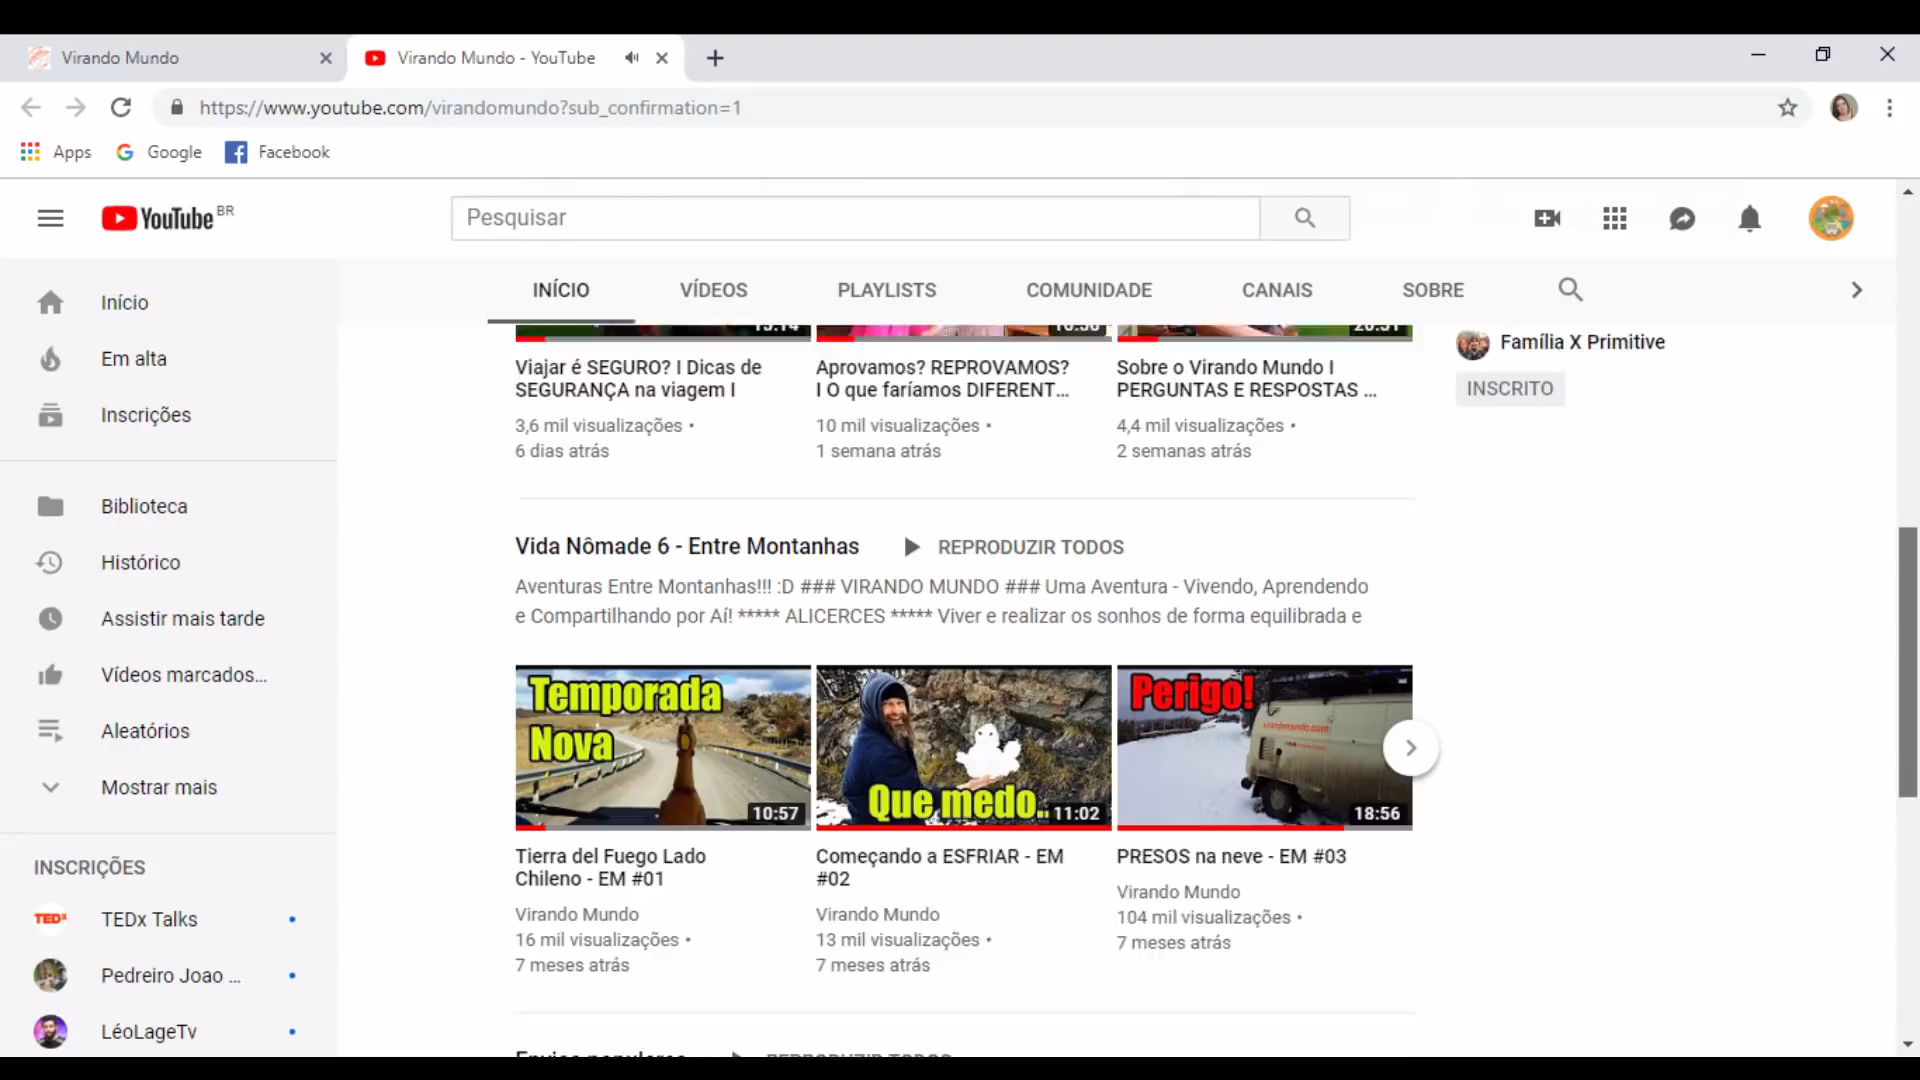 Virando Mundo
Virando Mundo - YouTube
https://www.youtube.com/virandomundo?sub_confirmation=1
Apps Google Facebook
YouTube BR
Pesquisar
INÍCIO VÍDEOS PLAYLISTS COMUNIDADE CANAIS SOBRE
Início
Em alta
Inscrições
Biblioteca
Histórico
Assistir mais tarde
Vídeos marcados...
Aleatórios
Mostrar mais
INSCRIÇÕES
TEDx
TEDx Talks
Pedreiro Joao ...
LéoLageTv
Viajar é SEGURO? I Dicas de
SEGURANÇA na viagem I
3,6 mil visualizações •
6 dias atrás
Aprovamos? REPROVAMOS?
I O que faríamos DIFERENT...
10 mil visualizações •
1 semana atrás
Sobre o Virando Mundo I
PERGUNTAS E RESPOSTAS ...
4,4 mil visualizações •
2 semanas atrás
Família X Primitive
INSCRITO
Vida Nômade 6 - Entre Montanhas
REPRODUZIR TODOS
Aventuras Entre Montanhas!!! :D ### VIRANDO MUNDO ### Uma Aventura - Vivendo, Aprendendo
e Compartilhando por Aí! ***** ALICERCES ***** Viver e realizar os sonhos de forma equilibrada e
Temporada
Nova
10:57
Que medo..
11:02
Perigo!
virandomundo.com
18:56
Tierra del Fuego Lado
Chileno - EM #01
Virando Mundo
16 mil visualizações •
7 meses atrás
Começando a ESFRIAR - EM
#02
Virando Mundo
13 mil visualizações •
7 meses atrás
PRESOS na neve - EM #03
Virando Mundo
104 mil visualizações •
7 meses atrás
Envios populares
REPRODUZIR TODOS